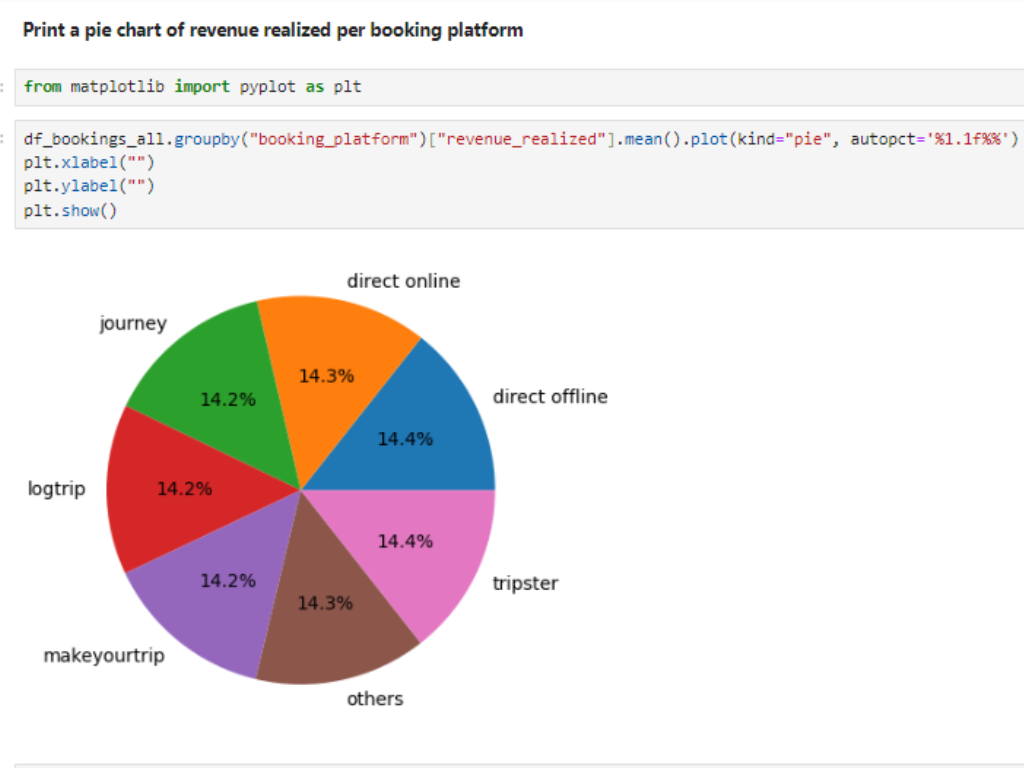 Print a pie chart of revenue realized per booking platform
:
from matplotlib import pyplot as plt
:
df_bookings_all.groupby("booking_platform")["revenue_realized"].mean().plot(kind="pie", autopct='%1.1f%%')
plt.xlabel("")
plt.ylabel("")
plt.show()
direct online
journey
14.3%
direct offline
14.2%
14.4%
logtrip
14.2%
14.4%
14.2%
tripster
14.3%
makeyourtrip
others